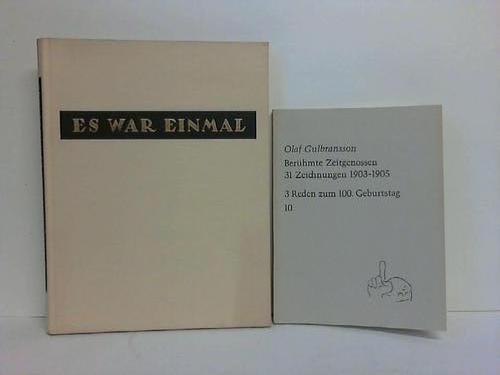 ES WAR EINMAL
Olaf Gulbransson
Berühmte Zeitgenossen
31 Zeichnungen 1903-1905
3 Reden zum 100. Geburtstag
10